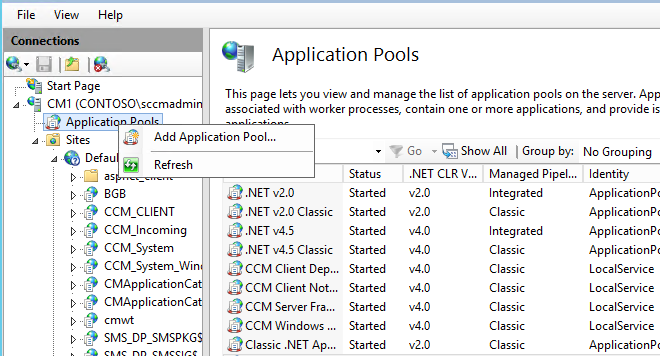 File View Help
Connections
Start Page
CM1 (CONTOSO\sccmadmin
Application Pools
Sites
Default
aspnet_client
BGB
CCM_CLIENT
CCM_Incoming
CCM_System
CCM_System_Wind
CMApplicationCat
CMApplicationCat
cmwt
SMS_DP_SMSPKG$
SMS_DP_SMSSIG$
Add Application Pool...
Refresh
Application Pools
This page lets you view and manage the list of application pools on the server. App
associated with worker processes, contain one or more applications, and provide is
applications.
Go Show All Group by: No Grouping
Status .NET CLR V... Managed Pipel... Identity
.NET v2.0 Started v2.0 Integrated ApplicationPo
.NET v2.0 Classic Started v2.0 Classic ApplicationPo
.NET v4.5 Started v4.0 Integrated ApplicationPo
.NET v4.5 Classic Started v4.0 Classic ApplicationPo
CCM Client Dep... Started v4.0 Classic LocalService
CCM Client Not... Started v4.0 Classic LocalService
CCM Server Fra... Started v4.0 Classic LocalService
CCM Windows ... Started v4.0 Classic LocalService
Classic .NET Ap... Started v2.0 Classic ApplicationPo